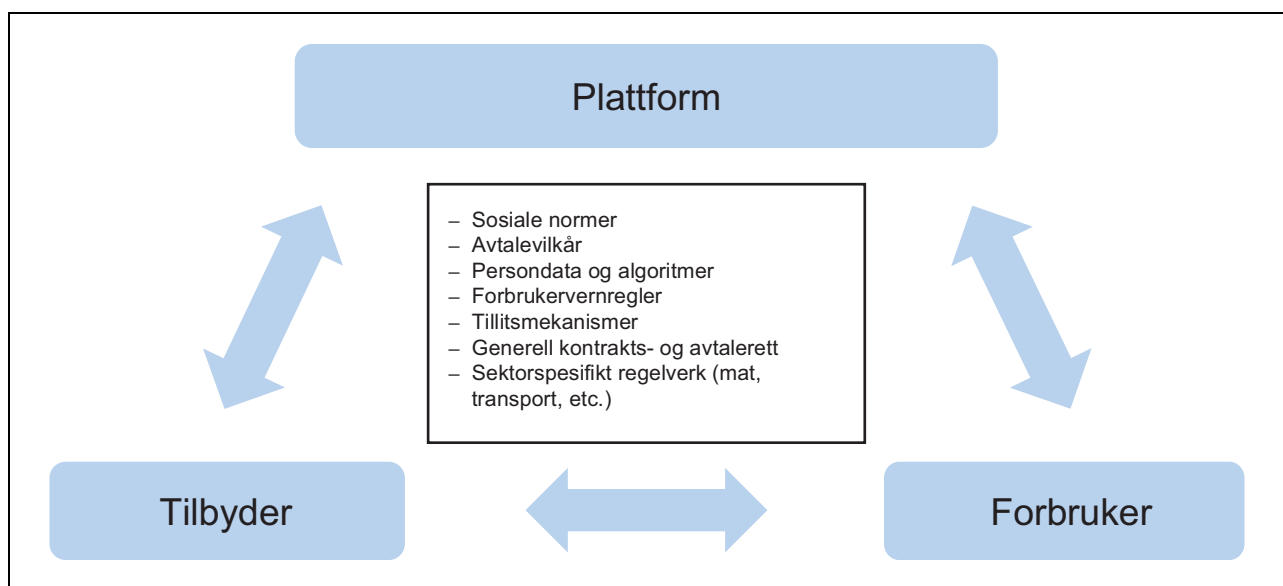 Plattform
– Sosiale normer
– Avtalevilkår
– Persondata og algoritmer
– Forbrukervernregler
– Tillitsmekanismer
– Generell kontrakts- og avtalerett
– Sektorspesifikt regelverk (mat,
transport, etc.)
Tilbyder
Forbruker